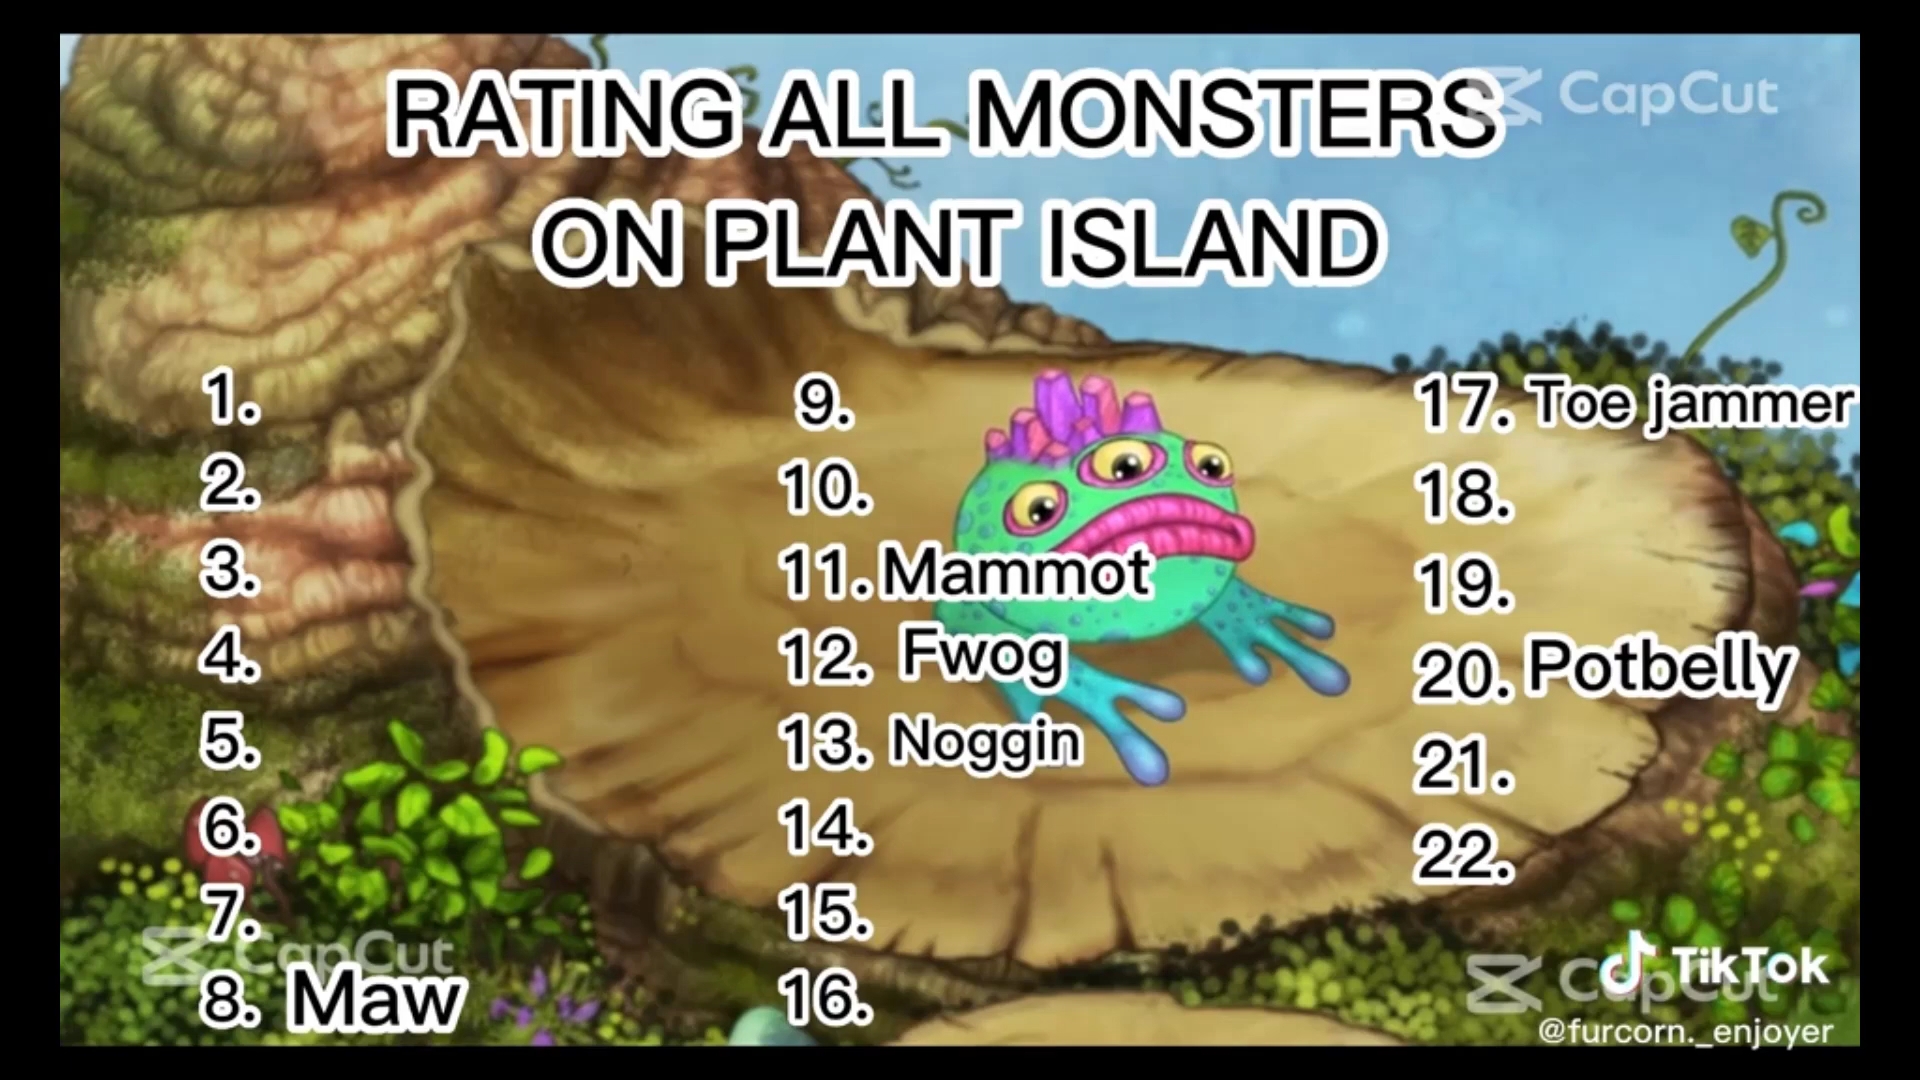 RATING ALL MONSTERS
ON PLANT ISLAND
CapCut
1.
2.
3.
4.
5.
6.
7.
8. Maw
9.
10.
11. Mammot
12. Fwog
13. Noggin
14.
15.
16.
17. Toe jammer
18.
19.
20. Potbelly
21.
22.
CapCut
CapCut
TikTok
@furcorn._enjoyer